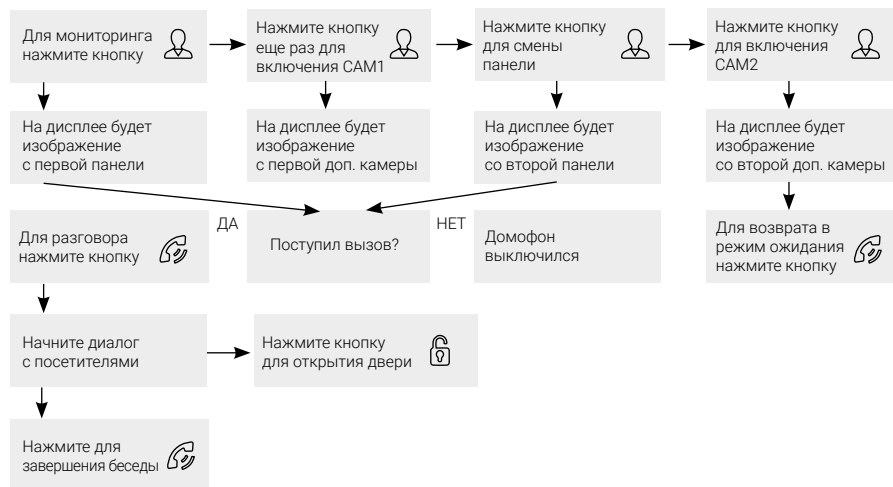 Для мониторинга
нажмите кнопку
Нажмите кнопку
еще раз для
включения CAM1
Нажмите кнопку
для смены
панели
Нажмите кнопку
для включения
CAM2
На дисплее будет
изображение
с первой панели
На дисплее будет
изображение
с первой доп. камеры
На дисплее будет
изображение
со второй панели
На дисплее будет
изображение
со второй доп. камеры
Для разговора
нажмите кнопку
ДА
Поступил вызов?
НЕТ
Домофон
выключился
Для возврата в
режим ожидания
нажмите кнопку
Начните диалог
с посетителями
Нажмите кнопку
для открытия двери
Нажмите для
завершения беседы